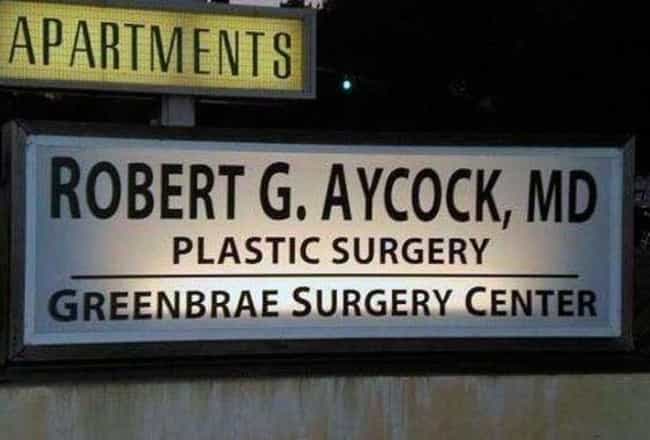 APARTMENTS
ROBERT G. AYCOCK, MD
PLASTIC SURGERY
GREENBRAE SURGERY CENTER